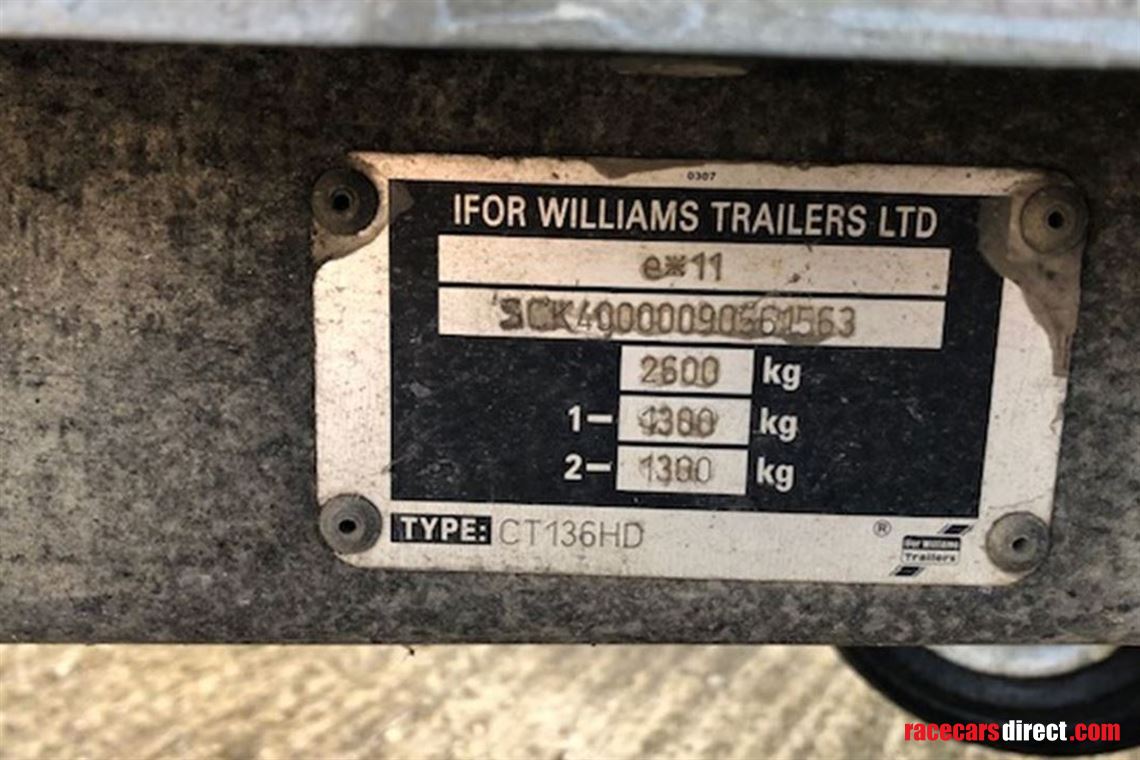 0307
IFOR WILLIAMS TRAILERS LTD
e*11
SCK40000090561563
2600 kg
1- 1300 kg
2- 1300 kg
TYPE: CT136HD
®
Ifor Williams
Trailers
racecarsdirect.com